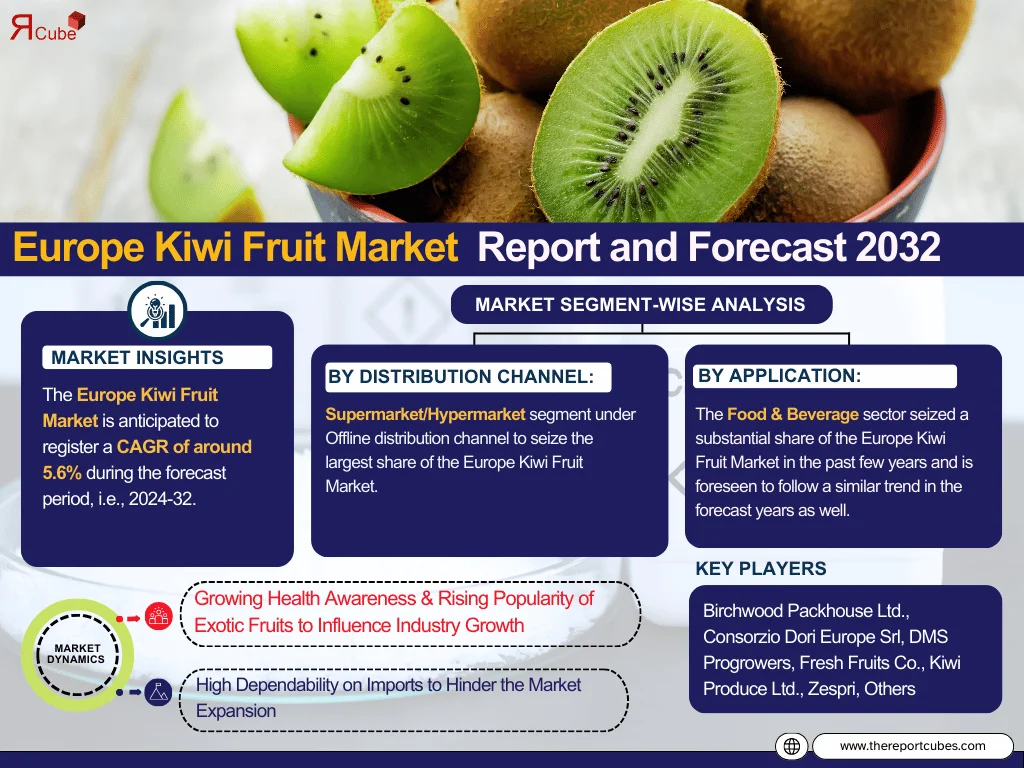 RCube
Europe Kiwi Fruit Market Report and Forecast 2032
MARKET SEGMENT-WISE ANALYSIS
MARKET INSIGHTS
The Europe Kiwi Fruit
Market is anticipated to
register a CAGR of around
5.6% during the forecast
period, i.e., 2024-32.
BY DISTRIBUTION CHANNEL:
Supermarket/Hypermarket segment under
Offline distribution channel to seize the
largest share of the Europe Kiwi Fruit
Market.
BY APPLICATION:
The Food & Beverage sector seized a
substantial share of the Europe Kiwi
Fruit Market in the past few years and is
foreseen to follow a similar trend in the
forecast years as well.
MARKET
DYNAMICS
Growing Health Awareness & Rising Popularity of
Exotic Fruits to Influence Industry Growth
High Dependability on Imports to Hinder the Market
Expansion
KEY PLAYERS
Birchwood Packhouse Ltd.,
Consorzio Dori Europe Srl, DMS
Progrowers, Fresh Fruits Co., Kiwi
Produce Ltd., Zespri, Others
www.thereportcubes.com